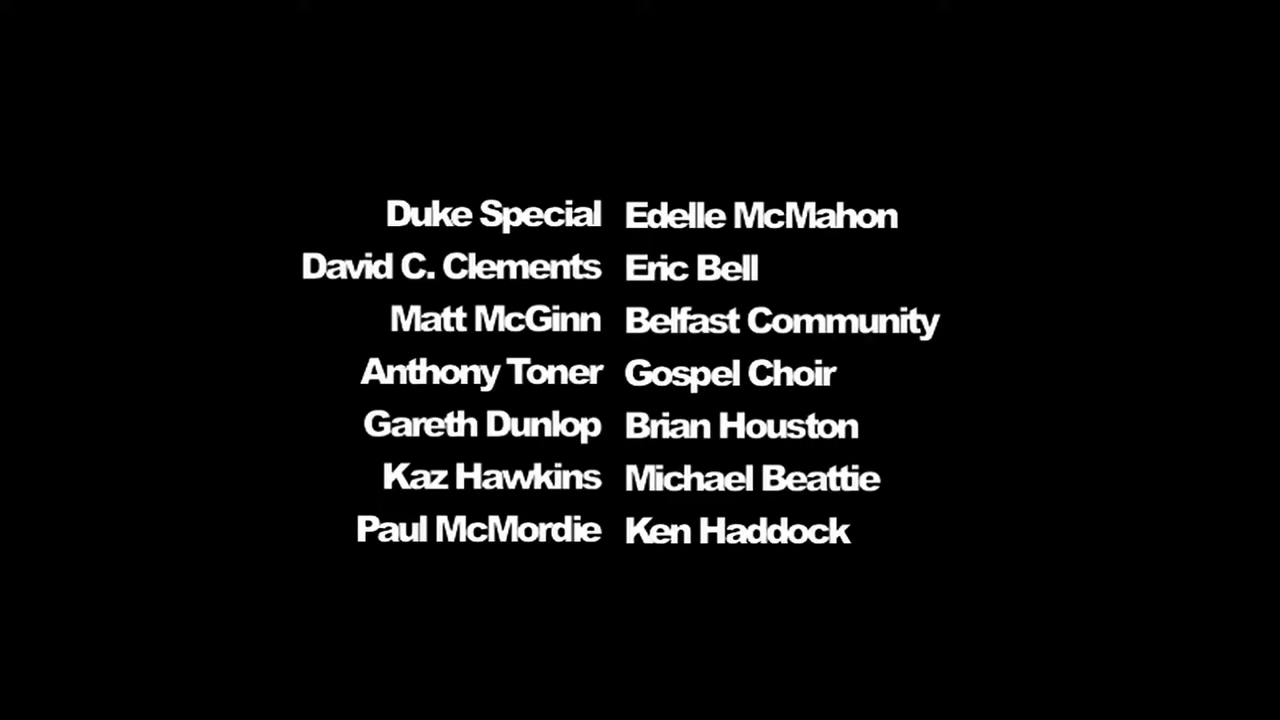 Duke Special
David C. Clements
Matt McGinn
Anthony Toner
Gareth Dunlop
Kaz Hawkins
Paul McMordie
Edelle McMahon
Eric Bell
Belfast Community
Gospel Choir
Brian Houston
Michael Beattie
Ken Haddock